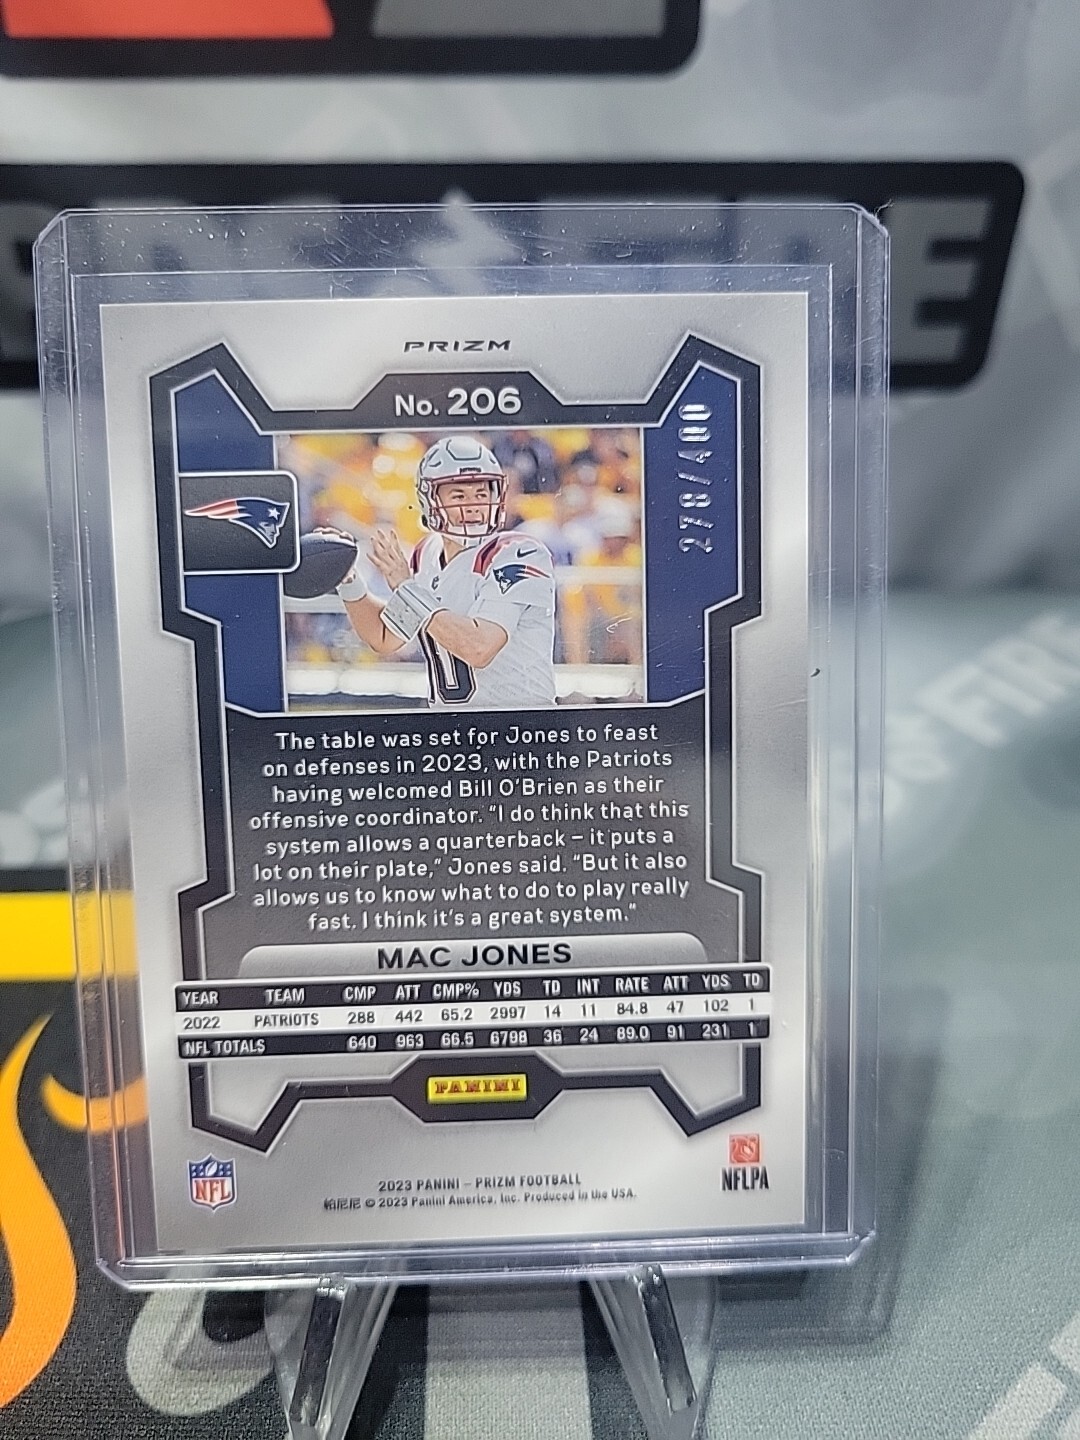 PRIZM
No. 206
278/400
The table was set for Jones to feast
on defenses in 2023, with the Patriots
having welcomed Bill O'Brien as their
offensive coordinator. "I do think that this
system allows a quarterback – it puts a
lot on their plate," Jones said. "But it also
allows us to know what to do to play really
fast. I think it's a great system."
MAC JONES
YEAR TEAM CMP ATT CMP% YDS TD INT RATE ATT YDS TD
2022 PATRIOTS 288 442 65.2 2997 14 11 84.8 47 102 1
NFL TOTALS 640 963 66.5 6798 36 24 89.0 91 231 1
PANINI
NFL
NFLPA
2023 PANINI – PRIZM FOOTBALL
帕尼尼 © 2023 Panini America, Inc. Produced in the USA.